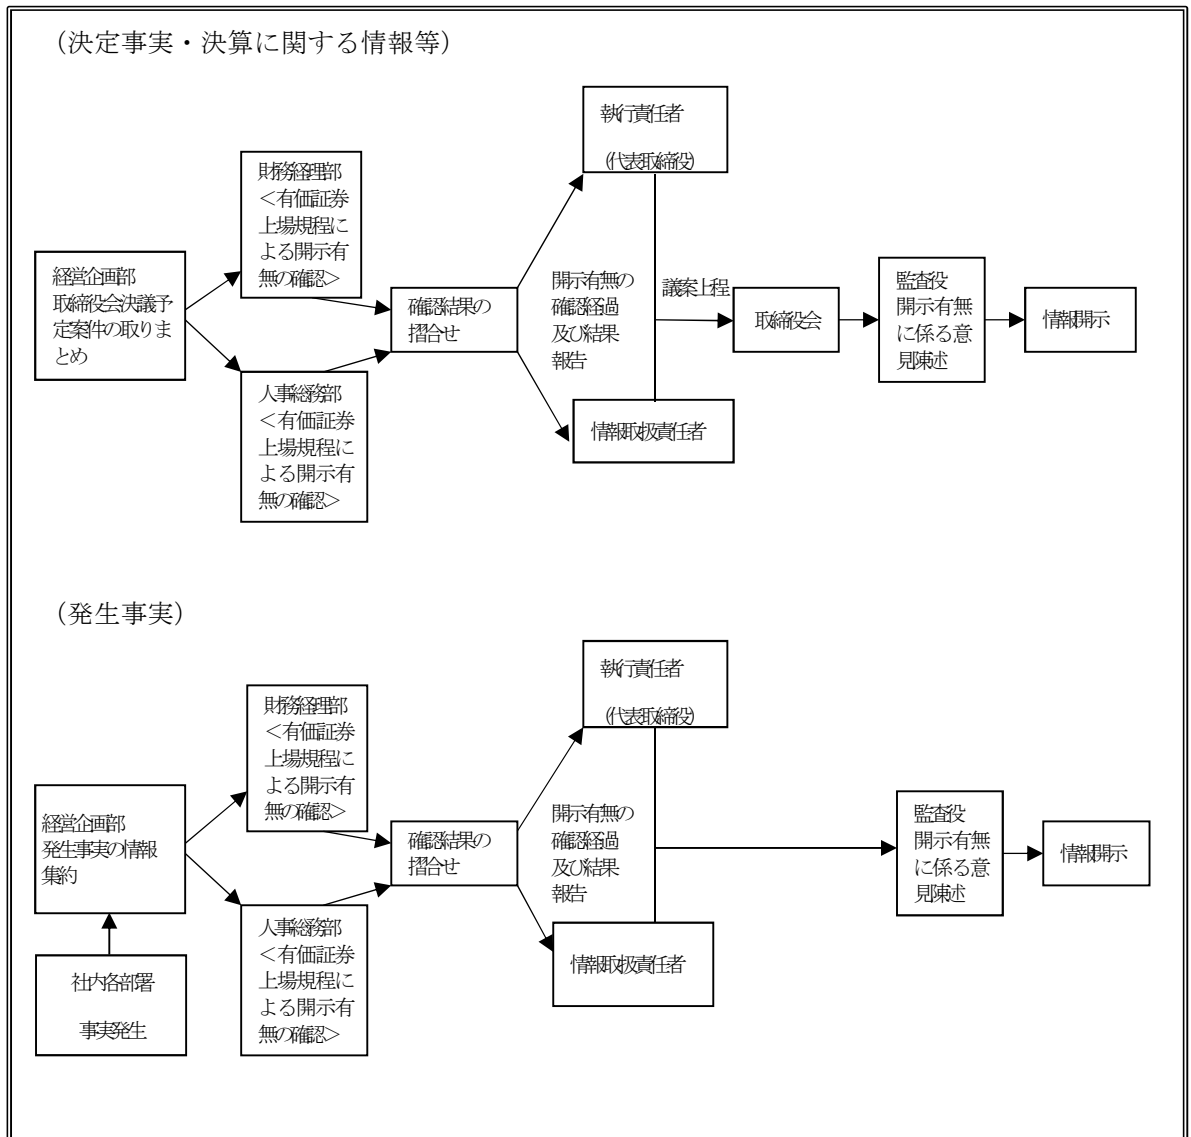 （決定事実・決算に関する情報等）
執行責任者
（代表取締役）
財務経理部
＜有価証券
上場規程に
よる開示有
無の確認＞
経営企画部
取締役会決議予
定案件の取りま
とめ
確認結果の
摺合せ
開示有無の
確認経過
及び結果
報告
議案上程
取締役会
監査役
開示有無
に係る意
見陳述
情報開示
人事総務部
＜有価証券
上場規程に
よる開示有
無の確認＞
情報取扱責任者
（発生事実）
執行責任者
（代表取締役）
財務経理部
＜有価証券
上場規程に
よる開示有
無の確認＞
経営企画部
発生事実の情報
集約
確認結果の
摺合せ
開示有無の
確認経過
及び結果
報告
監査役
開示有無
に係る意
見陳述
情報開示
人事総務部
＜有価証券
上場規程に
よる開示有
無の確認＞
情報取扱責任者
社内各部署
事実発生